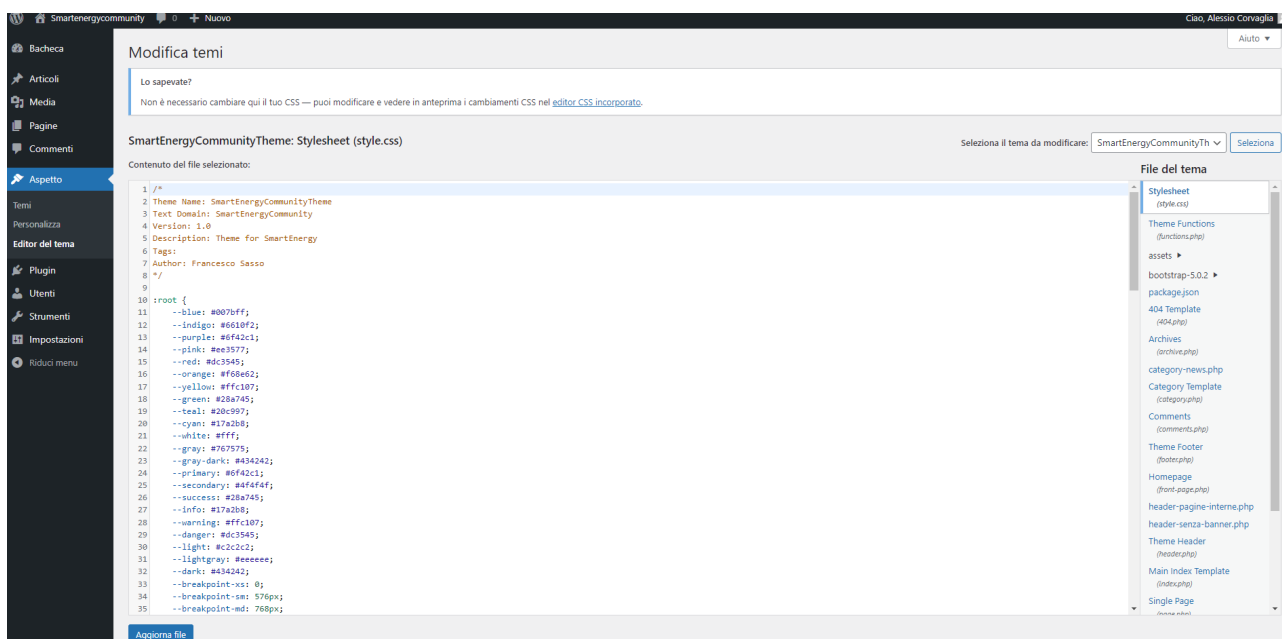 Smartenergycommunity 0 + Nuovo
Ciao, Alessio Corvaglia
Aiuto ▼
Bacheca
Articoli
Media
Pagine
Commenti
Aspetto
Temi
Personalizza
Editor del tema
Plugin
Utenti
Strumenti
Impostazioni
Riduci menu
Modifica temi
Lo sapevate?
Non è necessario cambiare qui il tuo CSS — puoi modificare e vedere in anteprima i cambiamenti CSS nel editor CSS incorporato.
SmartEnergyCommunityTheme: Stylesheet (style.css)
Seleziona il tema da modificare: SmartEnergyCommunityTh Seleziona
Contenuto del file selezionato:
1 /*
2 Theme Name: SmartEnergyCommunityTheme
3 Text Domain: SmartEnergyCommunity
4 Version: 1.0
5 Description: Theme for SmartEnergy
6 Tags:
7 Author: Francesco Sasso
8 */
9
10 :root {
11 --blue: #007bff;
12 --indigo: #6610f2;
13 --purple: #6f42c1;
14 --pink: #ee3577;
15 --red: #dc3545;
16 --orange: #f68e62;
17 --yellow: #ffc107;
18 --green: #28a745;
19 --teal: #20c997;
20 --cyan: #17a2b8;
21 --white: #fff;
22 --gray: #767575;
23 --gray-dark: #434242;
24 --primary: #6f42c1;
25 --secondary: #4f4f4f;
26 --success: #28a745;
27 --info: #17a2b8;
28 --warning: #ffc107;
29 --danger: #dc3545;
30 --light: #c2c2c2;
31 --lightgray: #eeeeee;
32 --dark: #434242;
33 --breakpoint-xs: 0;
34 --breakpoint-sm: 576px;
35 --breakpoint-md: 768px;
File del tema
Stylesheet
(style.css)
Theme Functions
(functions.php)
assets ▸
bootstrap-5.0.2 ▸
package.json
404 Template
(404.php)
Archives
(archive.php)
category-news.php
Category Template
(category.php)
Comments
(comments.php)
Theme Footer
(footer.php)
Homepage
(front-page.php)
header-pagine-interne.php
header-senza-banner.php
Theme Header
(header.php)
Main Index Template
(index.php)
Single Page
(page.php)
Aggiorna file